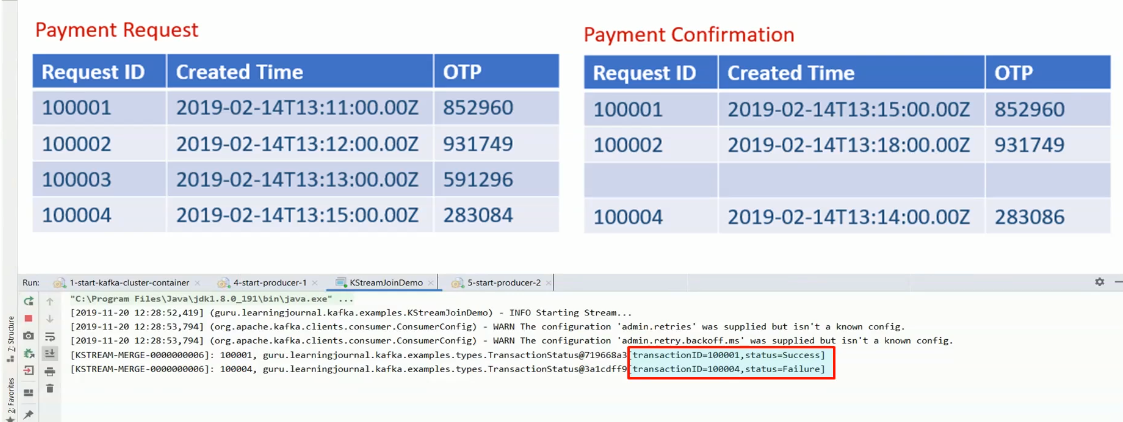 Payment Request
Request ID Created Time OTP
100001 2019-02-14T13:11:00.00Z 852960
100002 2019-02-14T13:12:00.00Z 931749
100003 2019-02-14T13:13:00.00Z 591296
100004 2019-02-14T13:15:00.00Z 283084
Payment Confirmation
Request ID Created Time OTP
100001 2019-02-14T13:15:00.00Z 852960
100002 2019-02-14T13:18:00.00Z 931749
100004 2019-02-14T13:14:00.00Z 283086
Run: 1-start-kafka-cluster-container × 4-start-producer-1 × KStreamJoinDemo × 5-start-producer-2 ×
"C:\Program Files\Java\jdk1.8.0_191\bin\java.exe" ...
[2019-11-20 12:28:52,419] (guru.learningjournal.kafka.examples.KStreamJoinDemo) - INFO Starting Stream...
[2019-11-20 12:28:53,794] (org.apache.kafka.clients.consumer.ConsumerConfig) - WARN The configuration 'admin.retries' was supplied but isn't a known config.
[2019-11-20 12:28:53,794] (org.apache.kafka.clients.consumer.ConsumerConfig) - WARN The configuration 'admin.retry.backoff.ms' was supplied but isn't a known config.
[KSTREAM-MERGE-0000000006]: 100001, guru.learningjournal.kafka.examples.types.TransactionStatus@719668a3[transactionID=100001,status=Success]
[KSTREAM-MERGE-0000000006]: 100004, guru.learningjournal.kafka.examples.types.TransactionStatus@3a1cdff9[transactionID=100004,status=Failure]
Z: Structure
2: Favorites